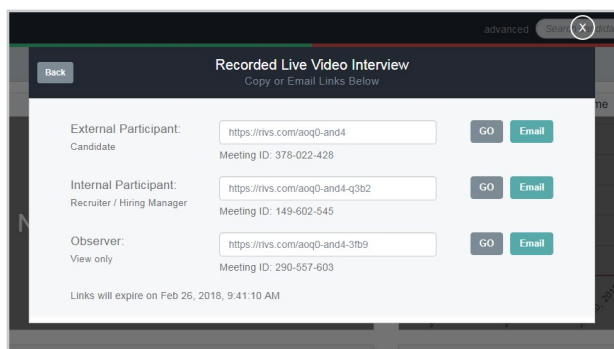 advanced
X
Back
Recorded Live Video Interview
Copy or Email Links Below
External Participant:
Candidate
https://rivs.com/aoq0-and4
GO
Email
Meeting ID: 378-022-428
Internal Participant:
Recruiter / Hiring Manager
https://rivs.com/aoq0-and4-q3b2
GO
Email
Meeting ID: 149-602-545
Observer:
View only
https://rivs.com/aoq0-and4-3fb9
GO
Email
Meeting ID: 290-557-603
Links will expire on Feb 26, 2018, 9:41:10 AM